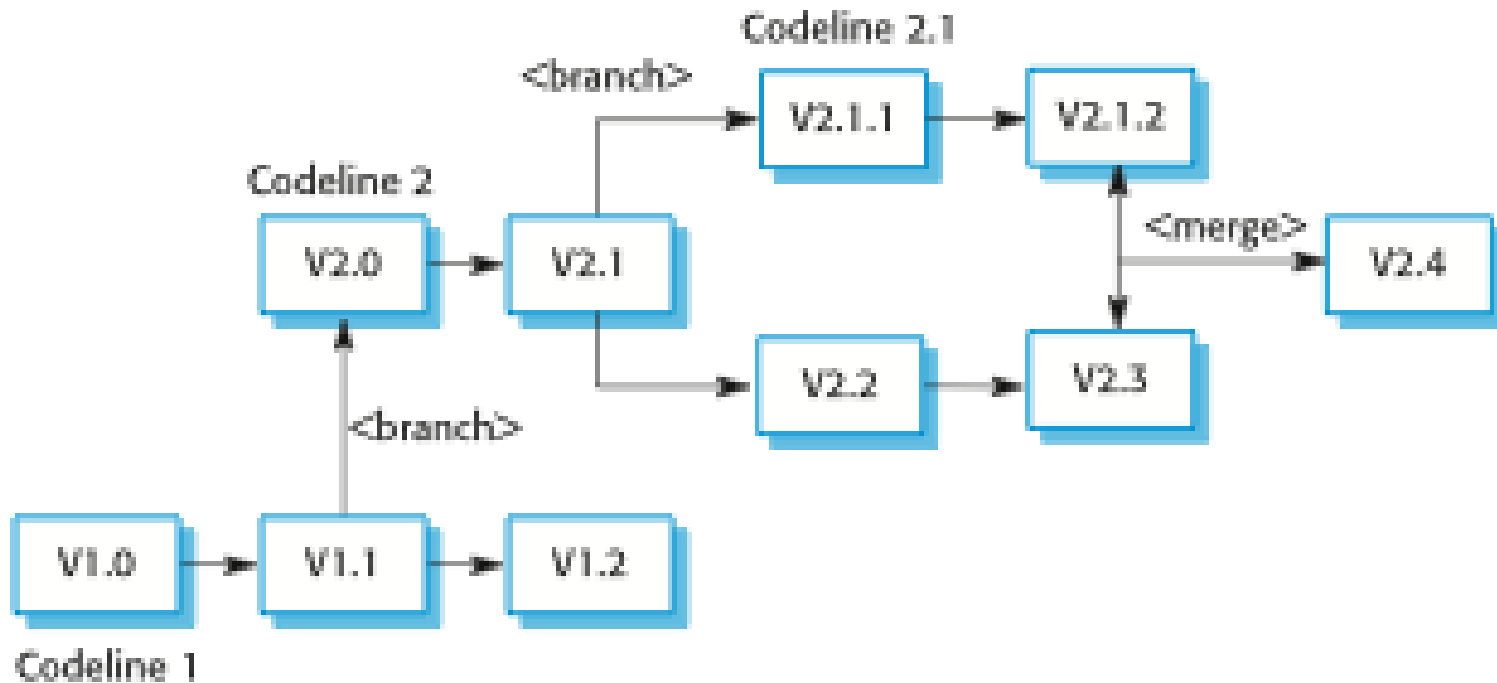 Codeline 2.1
<branch>
V2.1.1
V2.1.2
Codeline 2
<merge>
V2.0
V2.1
V2.4
V2.2
V2.3
<branch>
V1.0
V1.1
V1.2
Codeline 1